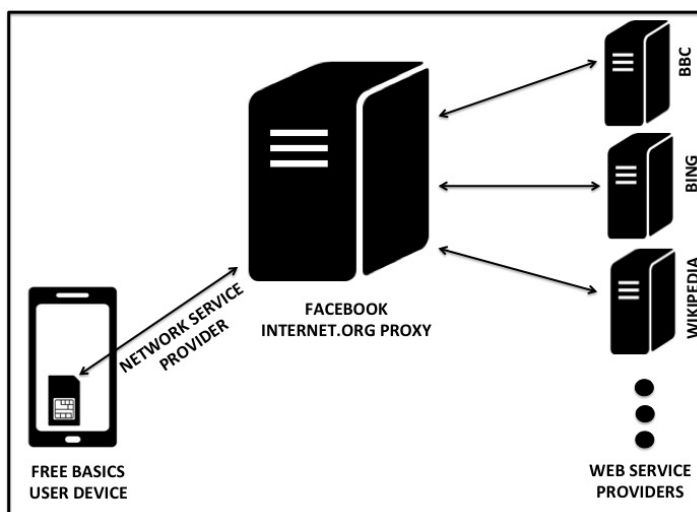 BBC
BING
WIKIPEDIA
NETWORK SERVICE
PROVIDER
FACEBOOK
INTERNET.ORG PROXY
FREE BASICS
USER DEVICE
WEB SERVICE
PROVIDERS